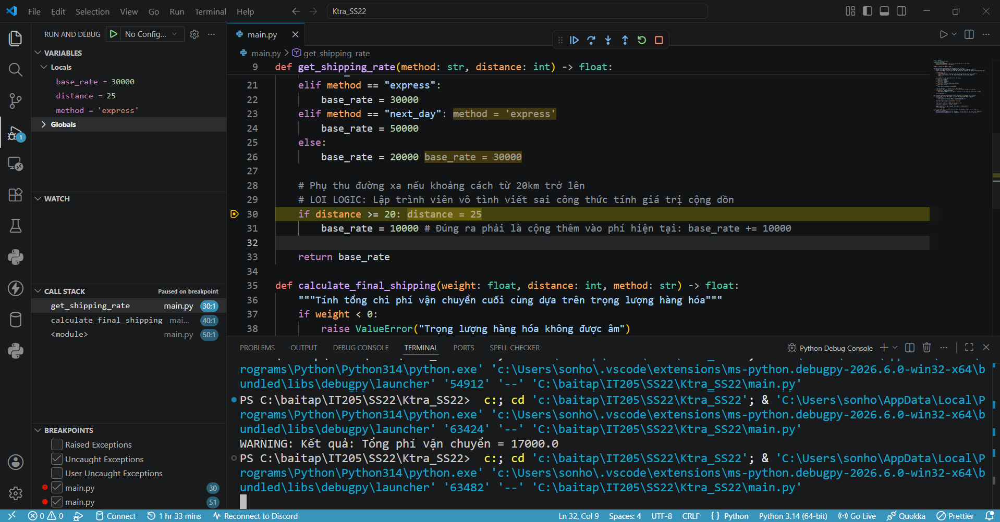 File Edit Selection View Go Run Terminal Help
Ktra_SS22
RUN AND DEBUG No Config...
VARIABLES
Locals
base_rate = 30000
distance = 25
method = 'express'
Globals
WATCH
CALL STACK Paused on breakpoint
get_shipping_rate main.py 30:1
calculate_final_shipping mai... 40:1
<module> main.py 50:1
BREAKPOINTS
Raised Exceptions
Uncaught Exceptions
User Uncaught Exceptions
main.py 30
main.py 51
main.py
main.py > get_shipping_rate
9 def get_shipping_rate(method: str, distance: int) -> float:
21 elif method == "express":
22 base_rate = 30000
23 elif method == "next_day": method = 'express'
24 base_rate = 50000
25 else:
26 base_rate = 20000 base_rate = 30000
27
28 # Phụ thu đường xa nếu khoảng cách từ 20km trở lên
29 # LOI LOGIC: Lập trình viên vô tình viết sai công thức tính giá trị cộng dồn
30 if distance >= 20: distance = 25
31 base_rate = 10000 # Đúng ra phải là cộng thêm vào phí hiện tại: base_rate += 10000
32
33 return base_rate
34
35 def calculate_final_shipping(weight: float, distance: int, method: str) -> float:
36 """Tính tổng chi phí vận chuyển cuối cùng dựa trên trọng lượng hàng hóa"""
37 if weight < 0:
38 raise ValueError("Trọng lượng hàng hóa không được âm")
PROBLEMS OUTPUT DEBUG CONSOLE TERMINAL PORTS SPELL CHECKER Python Debug Console
rograms\Python\Python314\python.exe' 'c:\Users\sonho\.vscode\extensions\ms-python.debugpy-2026.6.0-win32-x64\b
undled\libs\debugpy\launcher' '54912' '--' 'C:\baitap\IT205\SS22\Ktra_SS22\main.py'
PS C:\baitap\IT205\SS22\Ktra_SS22> c:; cd 'c:\baitap\IT205\SS22\Ktra_SS22'; & 'C:\Users\sonho\AppData\Local\P
rograms\Python\Python314\python.exe' 'c:\Users\sonho\.vscode\extensions\ms-python.debugpy-2026.6.0-win32-x64\b
undled\libs\debugpy\launcher' '63424' '--' 'C:\baitap\IT205\SS22\Ktra_SS22\main.py'
WARNING: Kết quả: Tổng phí vận chuyển = 17000.0
PS C:\baitap\IT205\SS22\Ktra_SS22> c:; cd 'c:\baitap\IT205\SS22\Ktra_SS22'; & 'C:\Users\sonho\AppData\Local\P
rograms\Python\Python314\python.exe' 'c:\Users\sonho\.vscode\extensions\ms-python.debugpy-2026.6.0-win32-x64\b
undled\libs\debugpy\launcher' '63482' '--' 'C:\baitap\IT205\SS22\Ktra_SS22\main.py'
0 0 Connect 1 hr 33 mins Reconnect to Discord Ln 32, Col 9 Spaces: 4 UTF-8 CRLF { } Python Python 3.14 (64-bit) Go Live Quokka Prettier